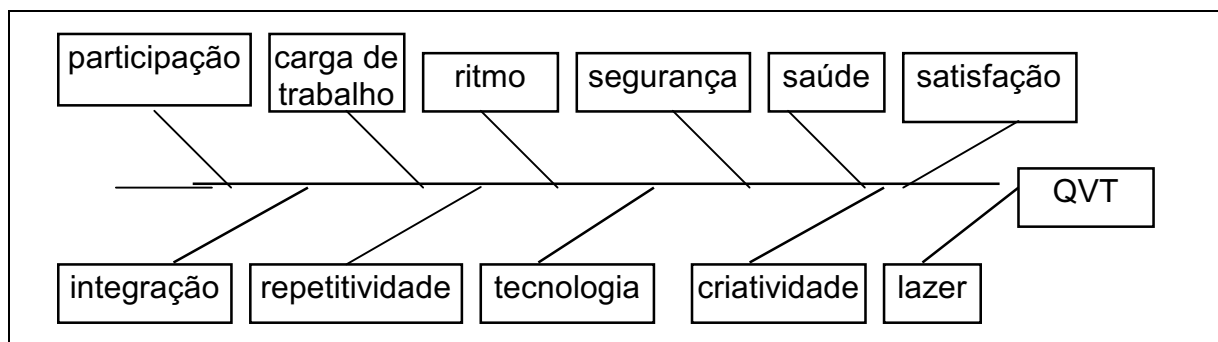 participação
carga de
trabalho
ritmo
segurança
saúde
satisfação
QVT
integração
repetitividade
tecnologia
criatividade
lazer